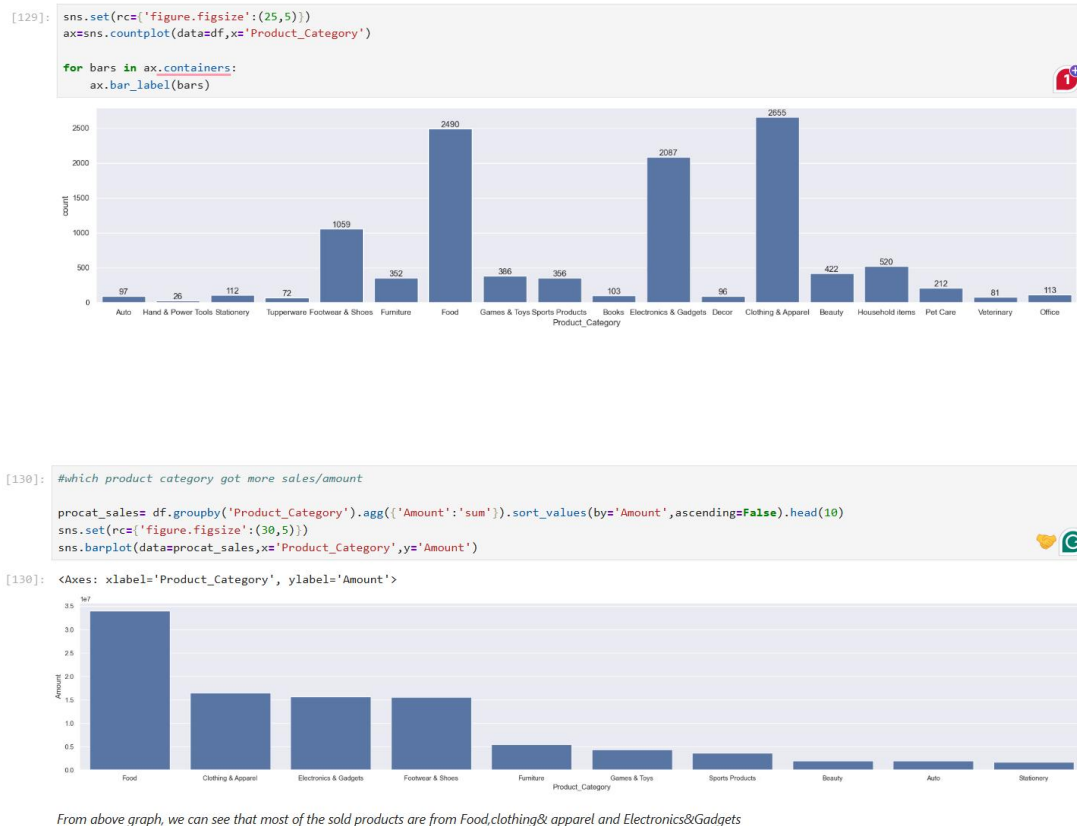 [129]: sns.set(rc={'figure.figsize':(25,5)})
ax=sns.countplot(data=df,x='Product_Category')
for bars in ax.containers:
    ax.bar_label(bars)
1
2655
2490
2087
1059
97 26 112 72 352 386 356 103 96 422 520 212 81 113
2500
2000
1500
1000
500
0
count
Auto Hand & Power Tools Stationery Tupperware Footwear & Shoes Furniture Food Games & Toys Sports Products Books Electronics & Gadgets Decor Clothing & Apparel Beauty Household items Pet Care Veterinary Office
Product_Category
[130]: #which product category got more sales/amount
procat_sales= df.groupby('Product_Category').agg({'Amount':'sum'}).sort_values(by='Amount',ascending=False).head(10)
sns.set(rc={'figure.figsize':(30,5)})
sns.barplot(data=procat_sales,x='Product_Category',y='Amount')
[130]: <Axes: xlabel='Product_Category', ylabel='Amount'>
1e7
3.5
3.0
2.5
2.0
1.5
1.0
0.5
0.0
Amount
Food Clothing & Apparel Electronics & Gadgets Footwear & Shoes Furniture Games & Toys Sports Products Beauty Auto Stationery
Product_Category
From above graph, we can see that most of the sold products are from Food,clothing& apparel and Electronics&Gadgets